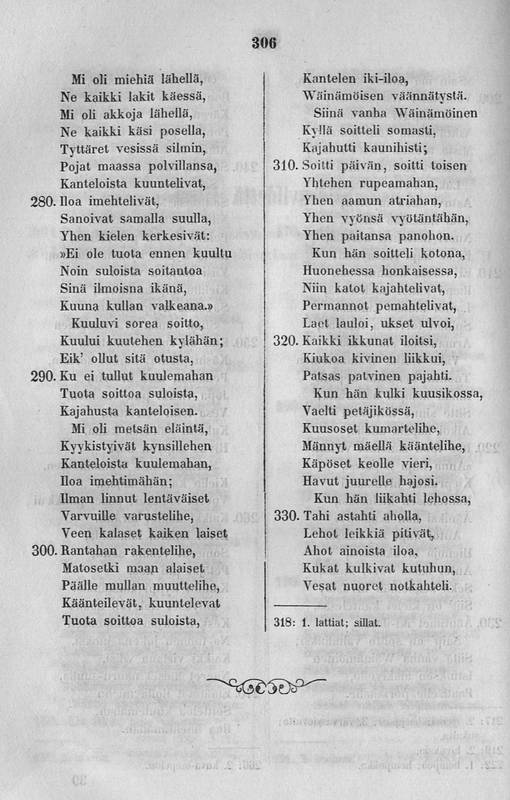 306
Mi oli miehiä lähellä,
Ne kaikki lakit käessä,
Mi oli akkoja lähellä,
Ne kaikki käsi posella,
Tyttäret vesissä silmin,
Pojat maassa polvillansa,
Kanteloista kuuntelivat,
280. Iloa imehtelivät,
Sanoivat samalla suulla,
Yhen kielen kerkesivät:
»Ei ole tuota ennen kuultu
Noin suloista soitantoa
Sinä ilmoisna ikänä,
Kuuna kullan valkeana.»
Kuuluvi sorea soitto,
Kuului kuutehen kylähän;
Eik' ollut sitä otusta,
290. Ku ei tullut kuulemahan
Tuota soittoa suloista,
Kajahusta kanteloisen.
Mi oli metsän eläintä,
Kyykistyivät kynsillehen
Kanteloista kuulemahan,
Iloa imehtimähän;
Ilman linnut lentäväiset
Varvuille varustelihe,
Veen kalaset kaiken laiset
300. Rantahan rakentelihe,
Matosetki maan alaiset
Päälle mullan muuttelihe,
Käänteilevät, kuuntelevat
Tuota soittoa suloista,
Kantelen iki-iloa,
Wäinämöisen väännätystä.
Siinä vanha Wäinämöinen
Kyllä soitteli somasti,
Kajahutti kaunihisti;
310. Soitti päivän, soitti toisen
Yhtehen rupeamahan,
Yhen aamun atriahan,
Yhen vyönsä vyötäntähän,
Yhen paitansa panohon.
Kun hän soitteli kotona,
Huonehessa honkaisessa,
Niin katot kajahtelivat,
Permannot pemahtelivat,
Laet lauloi, ukset ulvoi,
320. Kaikki ikkunat iloitsi,
Kiukoa kivinen liikkui,
Patsas patvinen pajahti.
Kun hän kulki kuusikossa,
Vaelti petäjikössä,
Kuusoset kumartelihe,
Männyt mäellä kääntelihe,
Käpöset keolle vieri,
Havut juurelle hajosi.
Kun hän liikahti lehossa,
330. Tahi astahti aholla,
Lehot leikkiä pitivät,
Ahot ainoista iloa,
Kukat kulkivat kutuhun,
Vesat nuoret notkahteli.
318: 1. lattiat; sillat.